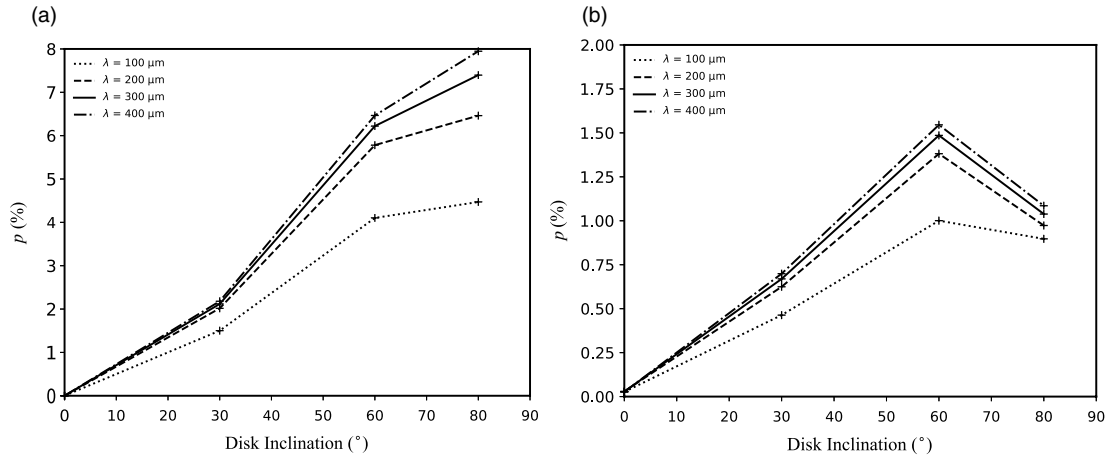 (a)
8
7
6
5
4
3
2
1
0
p (%)
λ = 100 μm
λ = 200 μm
λ = 300 μm
λ = 400 μm
0 10 20 30 40 50 60 70 80 90
Disk Inclination (°)
(b)
2.00
1.75
1.50
1.25
1.00
0.75
0.50
0.25
0.00
p (%)
λ = 100 μm
λ = 200 μm
λ = 300 μm
λ = 400 μm
0 10 20 30 40 50 60 70 80 90
Disk Inclination (°)